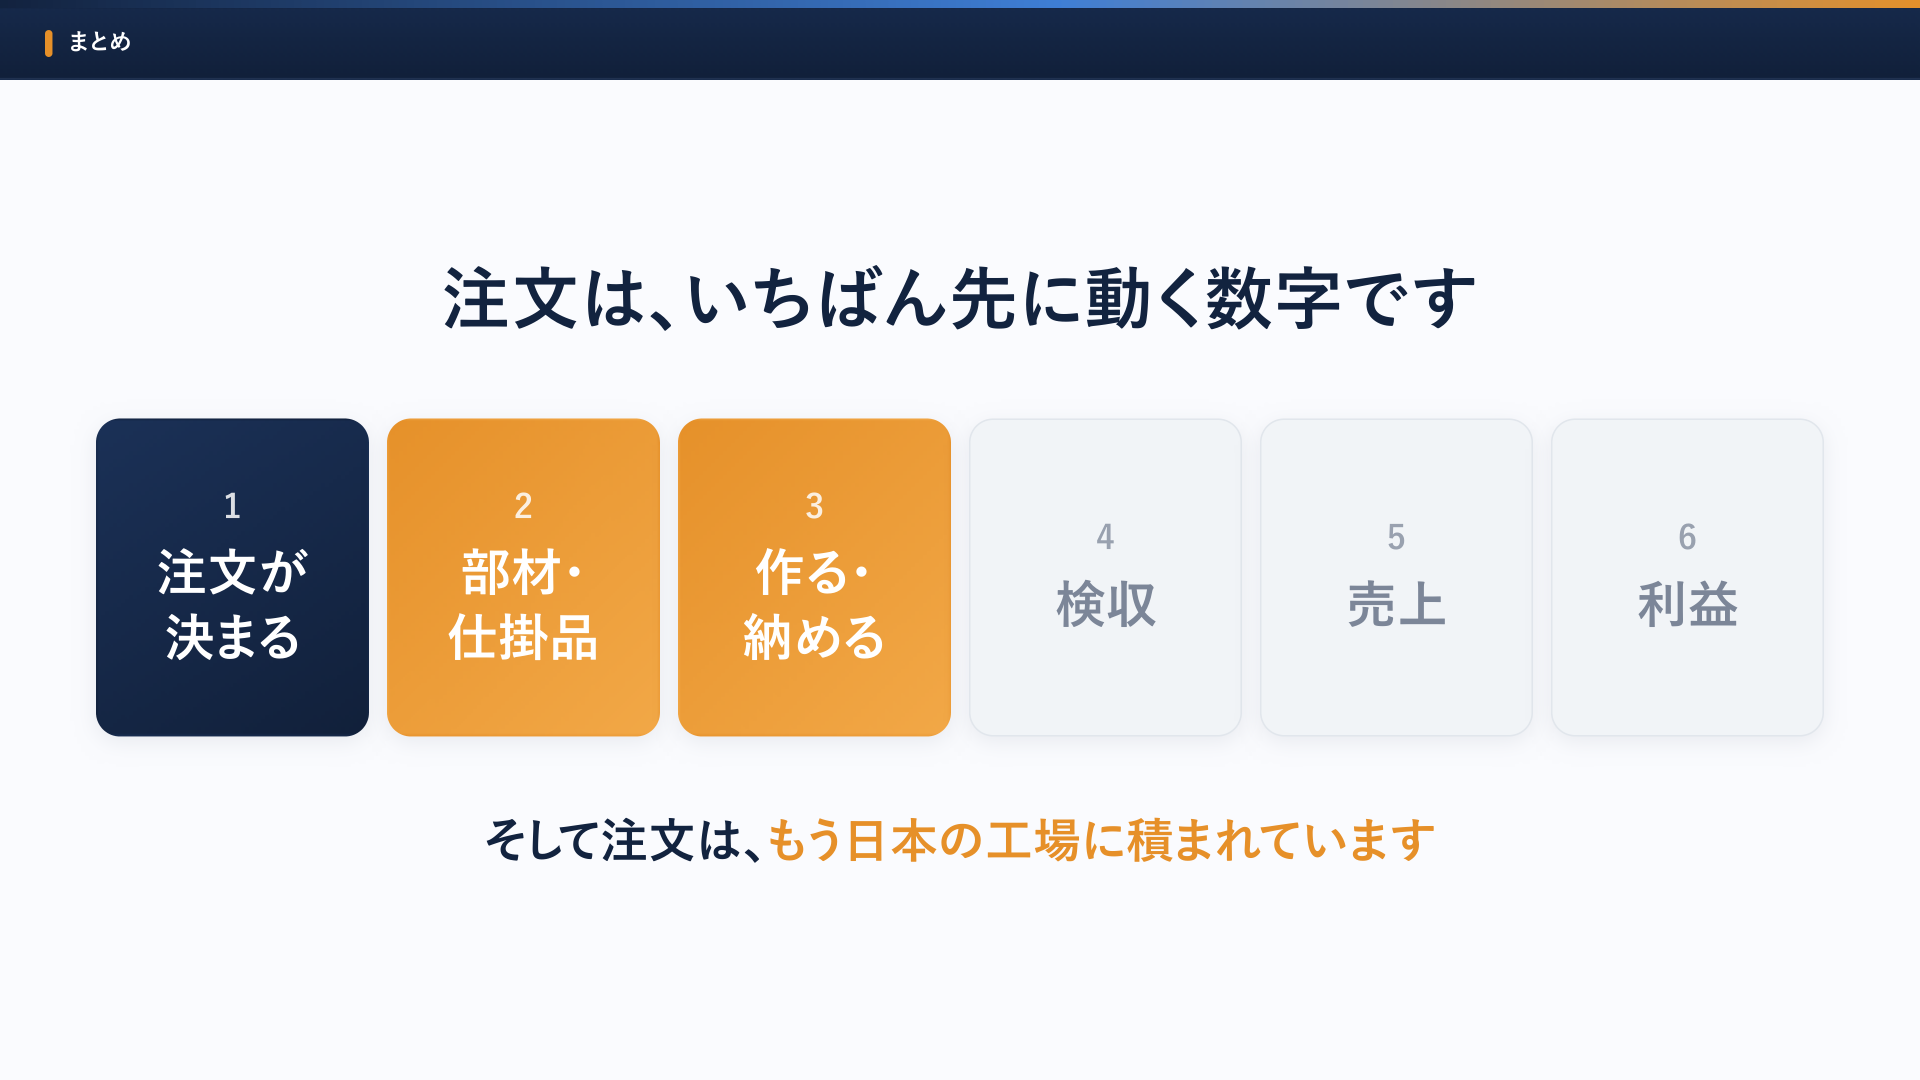 まとめ
注文は、いちばん先に動く数字です
1
注文が
決まる
2
部材・
仕掛品
3
作る・
納める
4
検収
5
売上
6
利益
そして注文は、もう日本の工場に積まれています